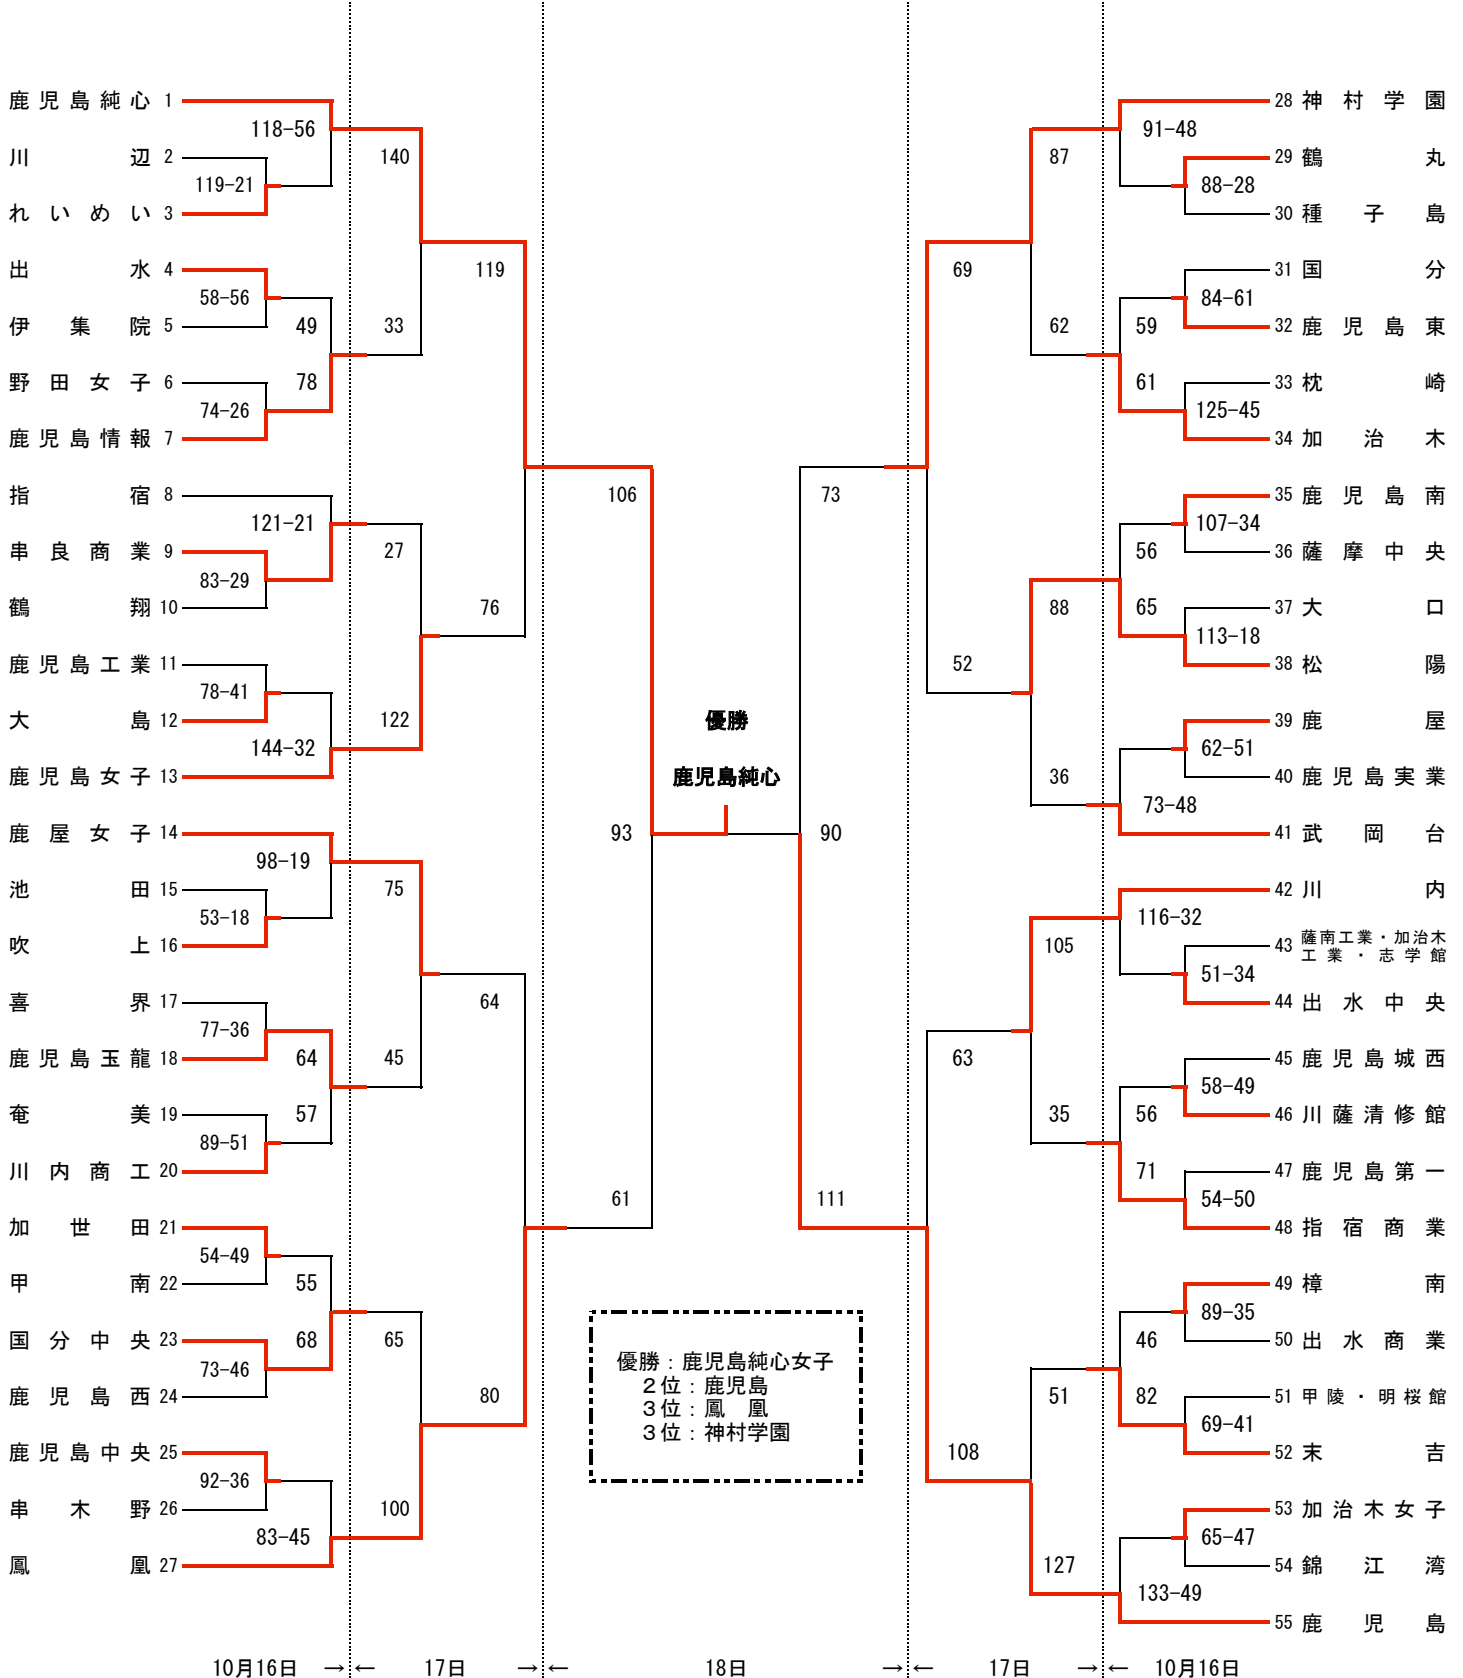 鹿児島純心 1
118−56
川辺 2
119−21
れいめい 3
140
出水 4
58−56
伊集院 5
49
33
119
野田女子 6
78
74−26
鹿児島情報 7
106
指宿 8
121−21
串良商業 9
27
83−29
鶴翔 10
76
鹿児島工業 11
78−41
大島 12
122
144−32
鹿児島女子 13
鹿屋女子 14
93
98−19
池田 15
75
53−18
吹上 16
喜界 17
64
77−36
鹿児島玉龍 18
64
45
奄美 19
57
89−51
川内商工 20
61
加世田 21
54−49
甲南 22
55
国分中央 23
68
65
73−46
鹿児島西 24
80
鹿児島中央 25
92−36
串木野 26
100
83−45
鳳凰 27
優勝
鹿児島純心
優勝：鹿児島純心女子
２位：鹿児島
３位：鳳　凰
３位：神村学園
28 神村学園
91−48
87
29 鶴丸
88−28
30 種子島
69
31 国分
84−61
62
59
32 鹿児島東
61
33 枕崎
125−45
34 加治木
73
35 鹿児島南
107−34
56
36 薩摩中央
88
65
37 大口
113−18
52
38 松陽
39 鹿屋
62−51
36
40 鹿児島実業
73−48
90
41 武岡台
42 川内
116−32
105
43 薩南工業・加治木
工業・志学館
51−34
44 出水中央
63
45 鹿児島城西
58−49
35
56
46 川薩清修館
71
47 鹿児島第一
54−50
111
48 指宿商業
49 樟南
89−35
46
50 出水商業
51
82
51 甲陵・明桜館
69−41
108
52 末吉
53 加治木女子
65−47
127
54 錦江湾
133−49
55 鹿児島
10月16日 →← 17日 →← 18日 →← 17日 →← 10月16日